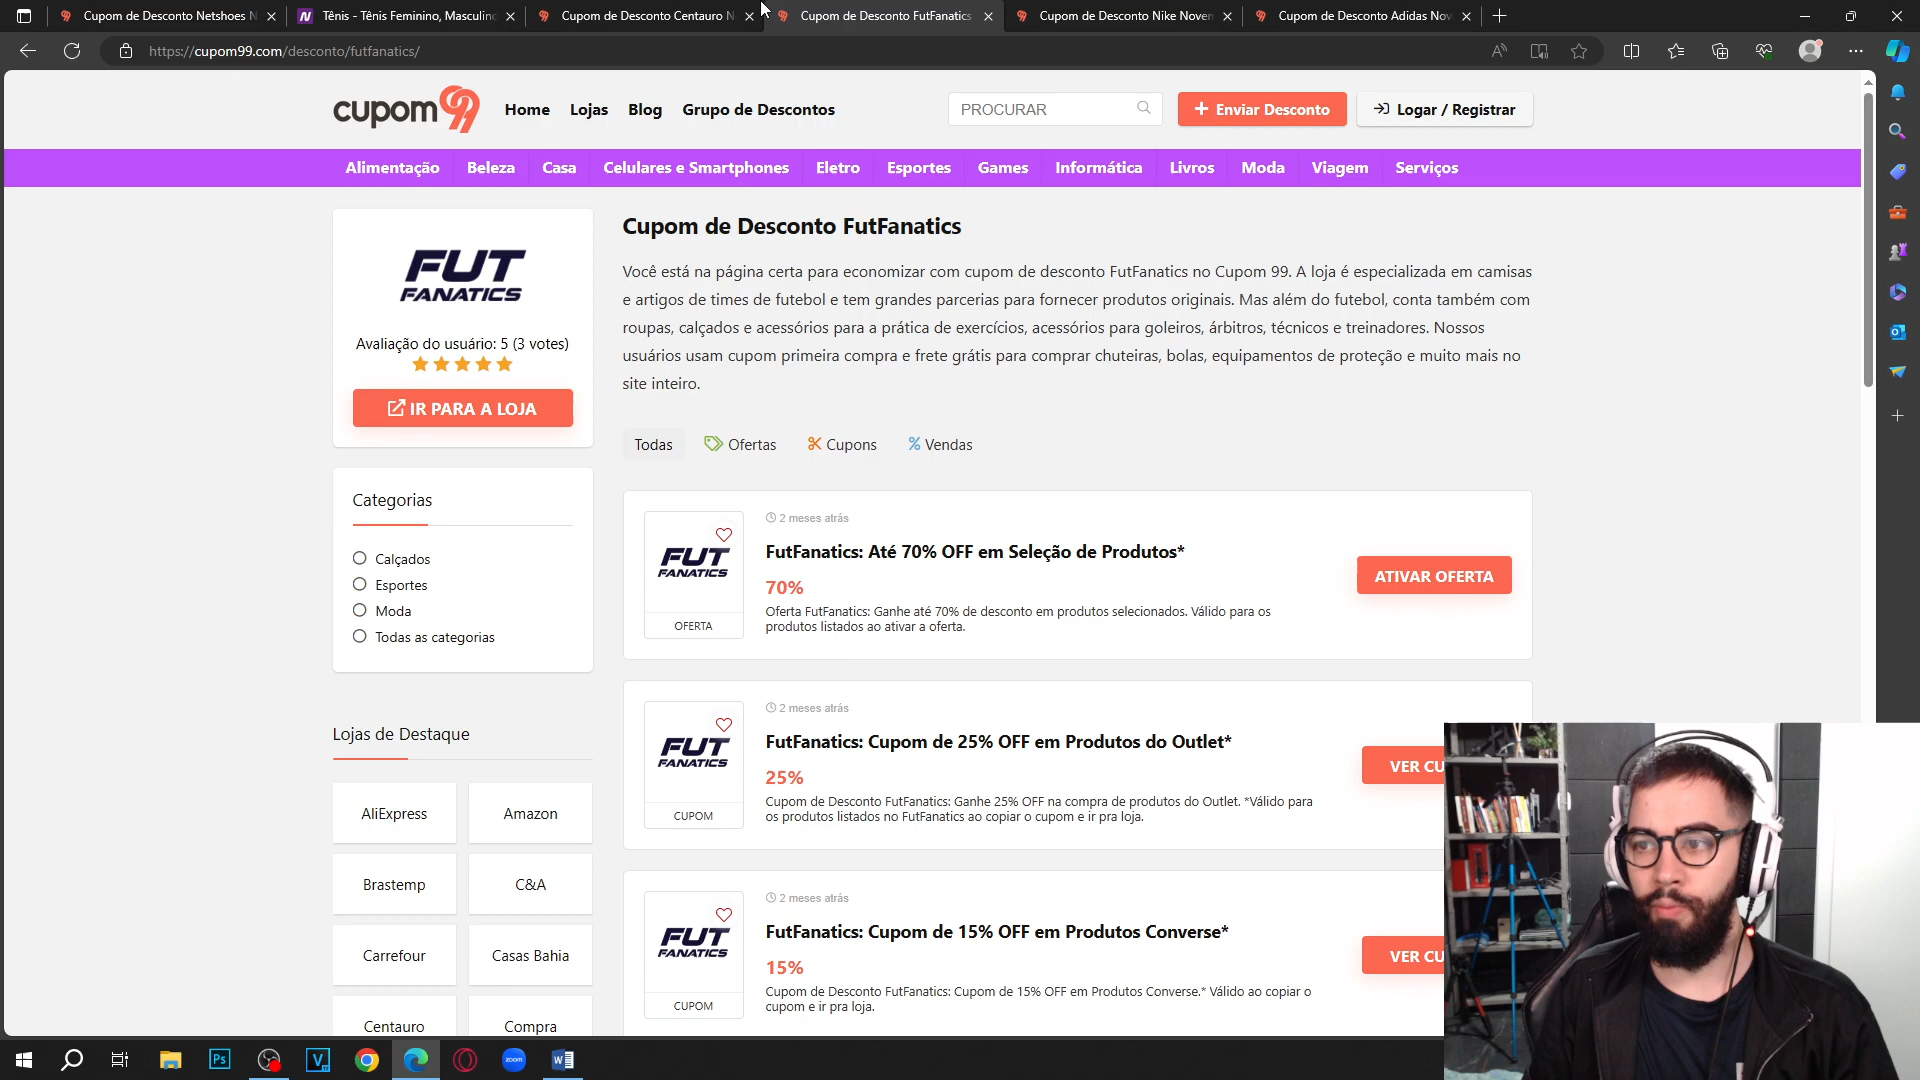 Cupom de Desconto Netshoes N
Tênis - Tênis Feminino, Masculino
Cupom de Desconto Centauro N
Cupom de Desconto FutFanatics
Cupom de Desconto Nike Novem
Cupom de Desconto Adidas Nov
https://cupom99.com/desconto/futfanatics/
cupom99
Home
Lojas
Blog
Grupo de Descontos
PROCURAR
Enviar Desconto
Logar / Registrar
Alimentação
Beleza
Casa
Celulares e Smartphones
Eletro
Esportes
Games
Informática
Livros
Moda
Viagem
Serviços
FUT
FANATICS
Avaliação do usuário: 5 (3 votes)
IR PARA A LOJA
Categorias
Calçados
Esportes
Moda
Todas as categorias
Lojas de Destaque
AliExpress
Amazon
Brastemp
C&A
Carrefour
Casas Bahia
Centauro
Compra
Cupom de Desconto FutFanatics
Você está na página certa para economizar com cupom de desconto FutFanatics no Cupom 99. A loja é especializada em camisas
e artigos de times de futebol e tem grandes parcerias para fornecer produtos originais. Mas além do futebol, conta também com
roupas, calçados e acessórios para a prática de exercícios, acessórios para goleiros, árbitros, técnicos e treinadores. Nossos
usuários usam cupom primeira compra e frete grátis para comprar chuteiras, bolas, equipamentos de proteção e muito mais no
site inteiro.
Todas
Ofertas
Cupons
% Vendas
FUT
FANATICS
OFERTA
2 meses atrás
FutFanatics: Até 70% OFF em Seleção de Produtos*
70%
Oferta FutFanatics: Ganhe até 70% de desconto em produtos selecionados. Válido para os
produtos listados ao ativar a oferta.
ATIVAR OFERTA
FUT
FANATICS
CUPOM
2 meses atrás
FutFanatics: Cupom de 25% OFF em Produtos do Outlet*
25%
Cupom de Desconto FutFanatics: Ganhe 25% OFF na compra de produtos do Outlet. *Válido para
os produtos listados no FutFanatics ao copiar o cupom e ir pra loja.
VER CU
FUT
FANATICS
CUPOM
2 meses atrás
FutFanatics: Cupom de 15% OFF em Produtos Converse*
15%
Cupom de Desconto FutFanatics: Cupom de 15% OFF em Produtos Converse.* Válido ao copiar o
cupom e ir pra loja.
VER CU
Ps
V
zoom
W